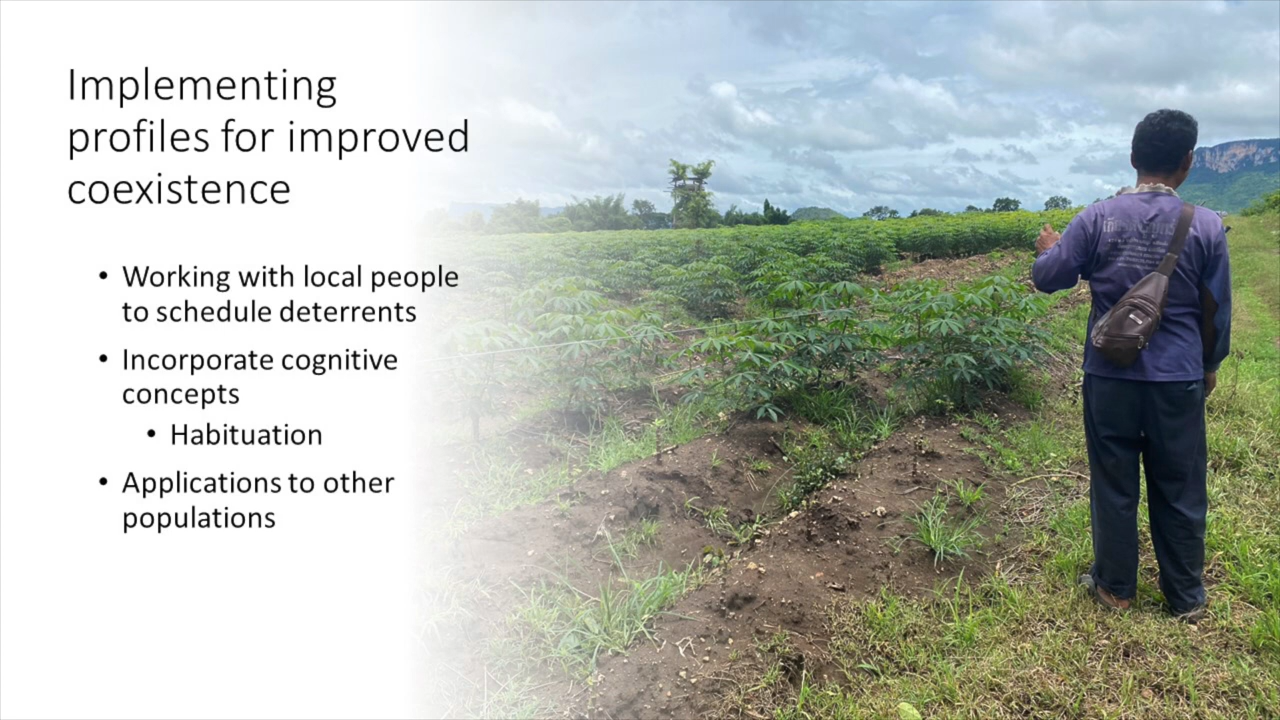 Implementing
profiles for improved
coexistence
• Working with local people
to schedule deterrents
• Incorporate cognitive
concepts
• Habituation
• Applications to other
populations